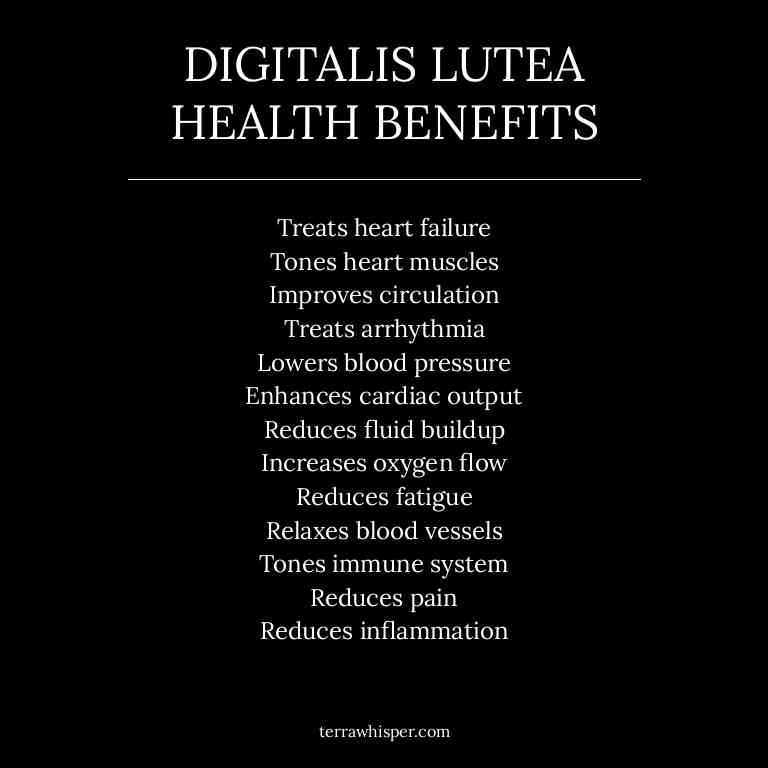 DIGITALIS LUTEA
HEALTH BENEFITS
Treats heart failure
Tones heart muscles
Improves circulation
Treats arrhythmia
Lowers blood pressure
Enhances cardiac output
Reduces fluid buildup
Increases oxygen flow
Reduces fatigue
Relaxes blood vessels
Tones immune system
Reduces pain
Reduces inflammation
terrawhisper.com